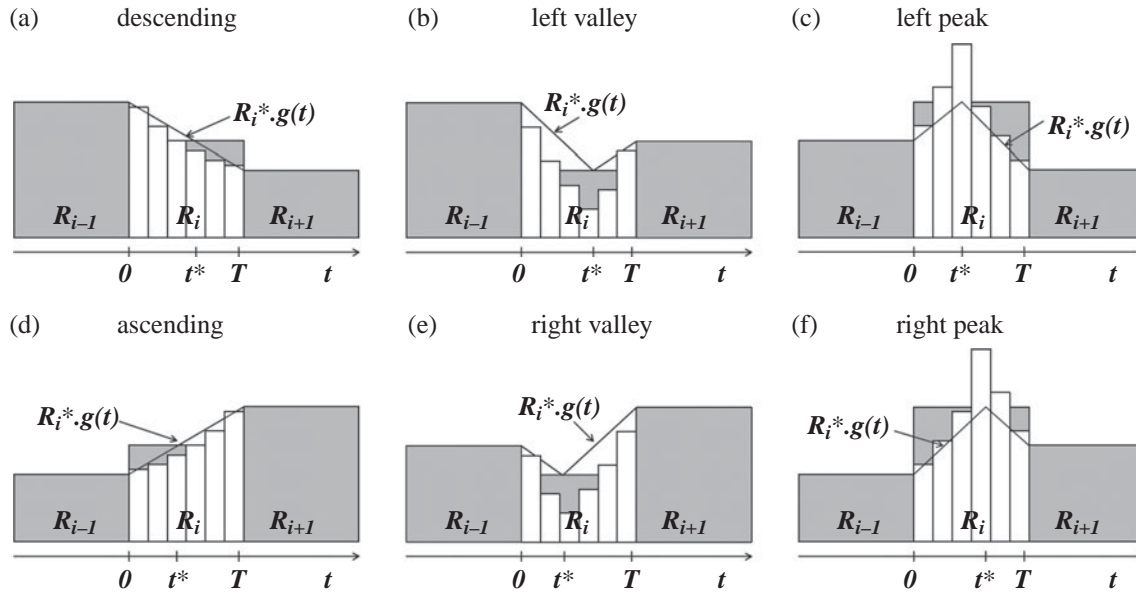 (a) descending
R_i*.g(t)
R_{i–1} R_i R_{i+1}
0 t* T t
(b) left valley
R_i*.g(t)
R_{i–1} R_i R_{i+1}
0 t* T t
(c) left peak
R_i*.g(t)
R_{i–1} R_i R_{i+1}
0 t* T t
(d) ascending
R_i*.g(t)
R_{i–1} R_i R_{i+1}
0 t* T t
(e) right valley
R_i*.g(t)
R_{i–1} R_i R_{i+1}
0 t* T t
(f) right peak
R_i*.g(t)
R_{i–1} R_i R_{i+1}
0 t* T t